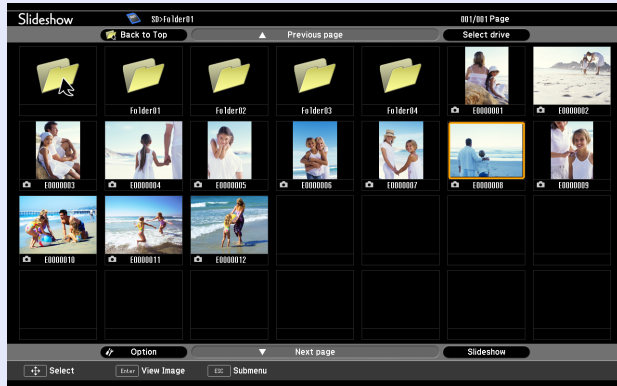 Slideshow SD>Folder01 001/001 Page
Back to Top Previous page Select drive
Folder01 Folder02 Folder03 Folder04 E0000001 E0000002
E0000003 E0000004 E0000005 E0000006 E0000007 E0000008 E0000009
E0000010 E0000011 E0000012
Option Next page Slideshow
Select Enter View Image ESC Submenu